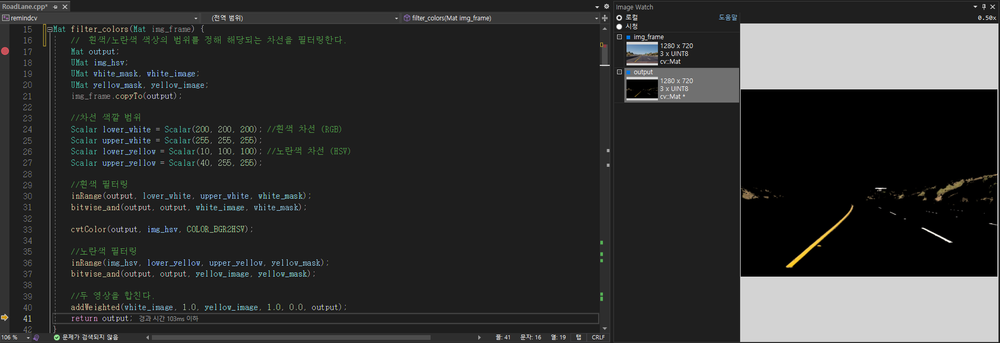 RoadLane.cpp*
remindcv
(전역 범위)
filter_colors(Mat img_frame)
15 Mat filter_colors(Mat img_frame) {
16 // 흰색/노란색 색상의 범위를 정해 해당되는 차선을 필터링한다.
17 Mat output;
18 UMat img_hsv;
19 UMat white_mask, white_image;
20 UMat yellow_mask, yellow_image;
21 img_frame.copyTo(output);
22
23 //차선 색깔 범위
24 Scalar lower_white = Scalar(200, 200, 200); //흰색 차선 (RGB)
25 Scalar upper_white = Scalar(255, 255, 255);
26 Scalar lower_yellow = Scalar(10, 100, 100); //노란색 차선 (HSV)
27 Scalar upper_yellow = Scalar(40, 255, 255);
28
29 //흰색 필터링
30 inRange(output, lower_white, upper_white, white_mask);
31 bitwise_and(output, output, white_image, white_mask);
32
33 cvtColor(output, img_hsv, COLOR_BGR2HSV);
34
35 //노란색 필터링
36 inRange(img_hsv, lower_yellow, upper_yellow, yellow_mask);
37 bitwise_and(output, output, yellow_image, yellow_mask);
38
39 //두 영상을 합친다.
40 addWeighted(white_image, 1.0, yellow_image, 1.0, 0.0, output);
41 return output; 경과 시간 103ms 이하
42 }
106 %
문제가 검색되지 않음
줄: 41
문자: 16
열: 19
탭
CRLF
Image Watch
로컬
도움말
시청
0.50x
img_frame
1280 x 720
3 x UINT8
cv::Mat
output
1280 x 720
3 x UINT8
cv::Mat *